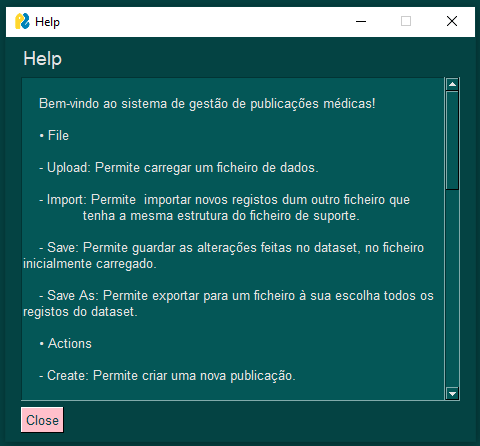 Help
Help
Bem-vindo ao sistema de gestão de publicações médicas!
• File
- Upload: Permite carregar um ficheiro de dados.
- Import: Permite  importar novos registos dum outro ficheiro que
tenha a mesma estrutura do ficheiro de suporte.
- Save: Permite guardar as alterações feitas no dataset, no ficheiro
inicialmente carregado.
- Save As: Permite exportar para um ficheiro à sua escolha todos os
registos do dataset.
• Actions
- Create: Permite criar uma nova publicação.
Close